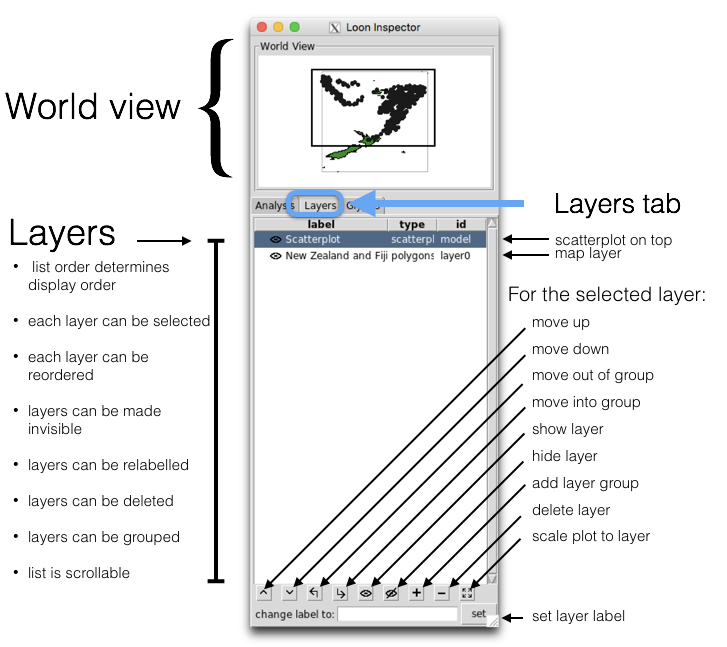 Loon Inspector
World View
World view
Analysis Layers
Layers tab
label type id
Scatterplot scatterpl model
New Zealand and Fiji polygons layer0
scatterplot on top
map layer
Layers
• list order determines
display order
• each layer can be selected
• each layer can be
reordered
• layers can be made
invisible
• layers can be relabelled
• layers can be deleted
• layers can be grouped
• list is scrollable
For the selected layer:
move up
move down
move out of group
move into group
show layer
hide layer
add layer group
delete layer
scale plot to layer
change label to: set
set layer label